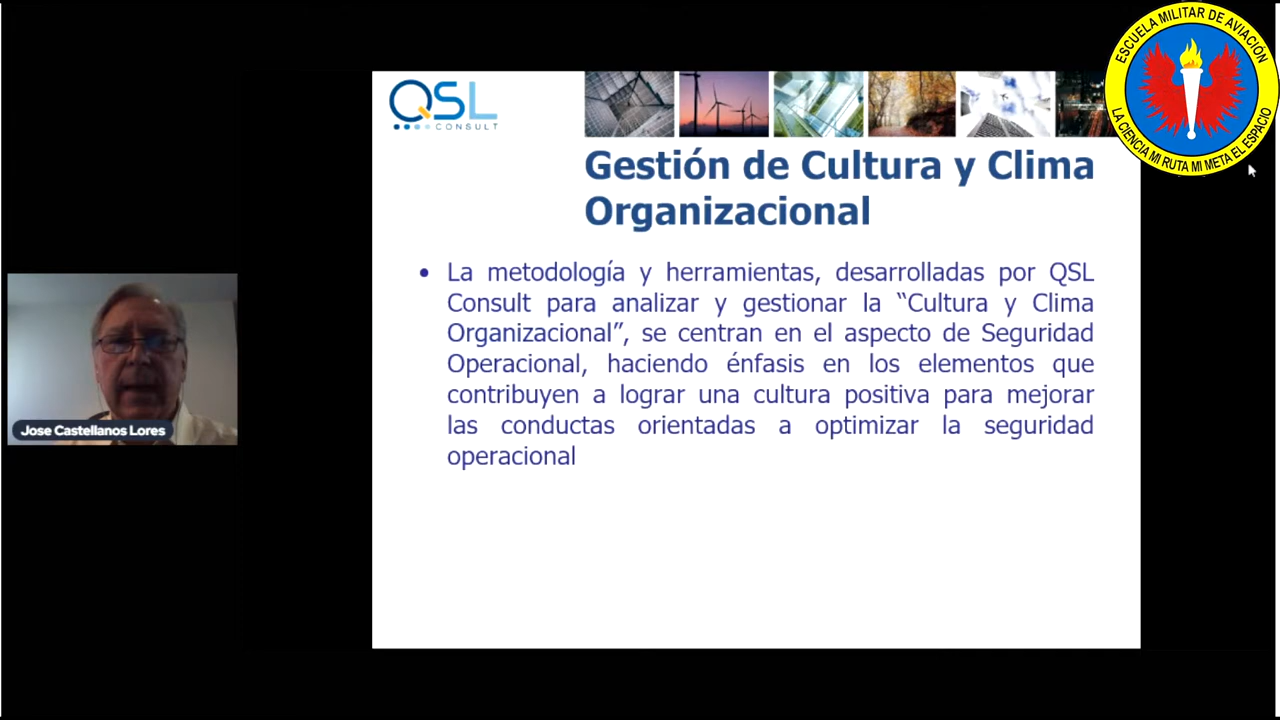 QSL
CONSULT
ESCUELA MILITAR DE AVIACIÓN
LA CIENCIA MI RUTA MI META EL ESPACIO
Gestión de Cultura y Clima
Organizacional
• La metodología y herramientas, desarrolladas por QSL
Consult para analizar y gestionar la “Cultura y Clima
Organizacional”, se centran en el aspecto de Seguridad
Operacional, haciendo énfasis en los elementos que
contribuyen a lograr una cultura positiva para mejorar
las conductas orientadas a optimizar la seguridad
operacional
Jose Castellanos Lores